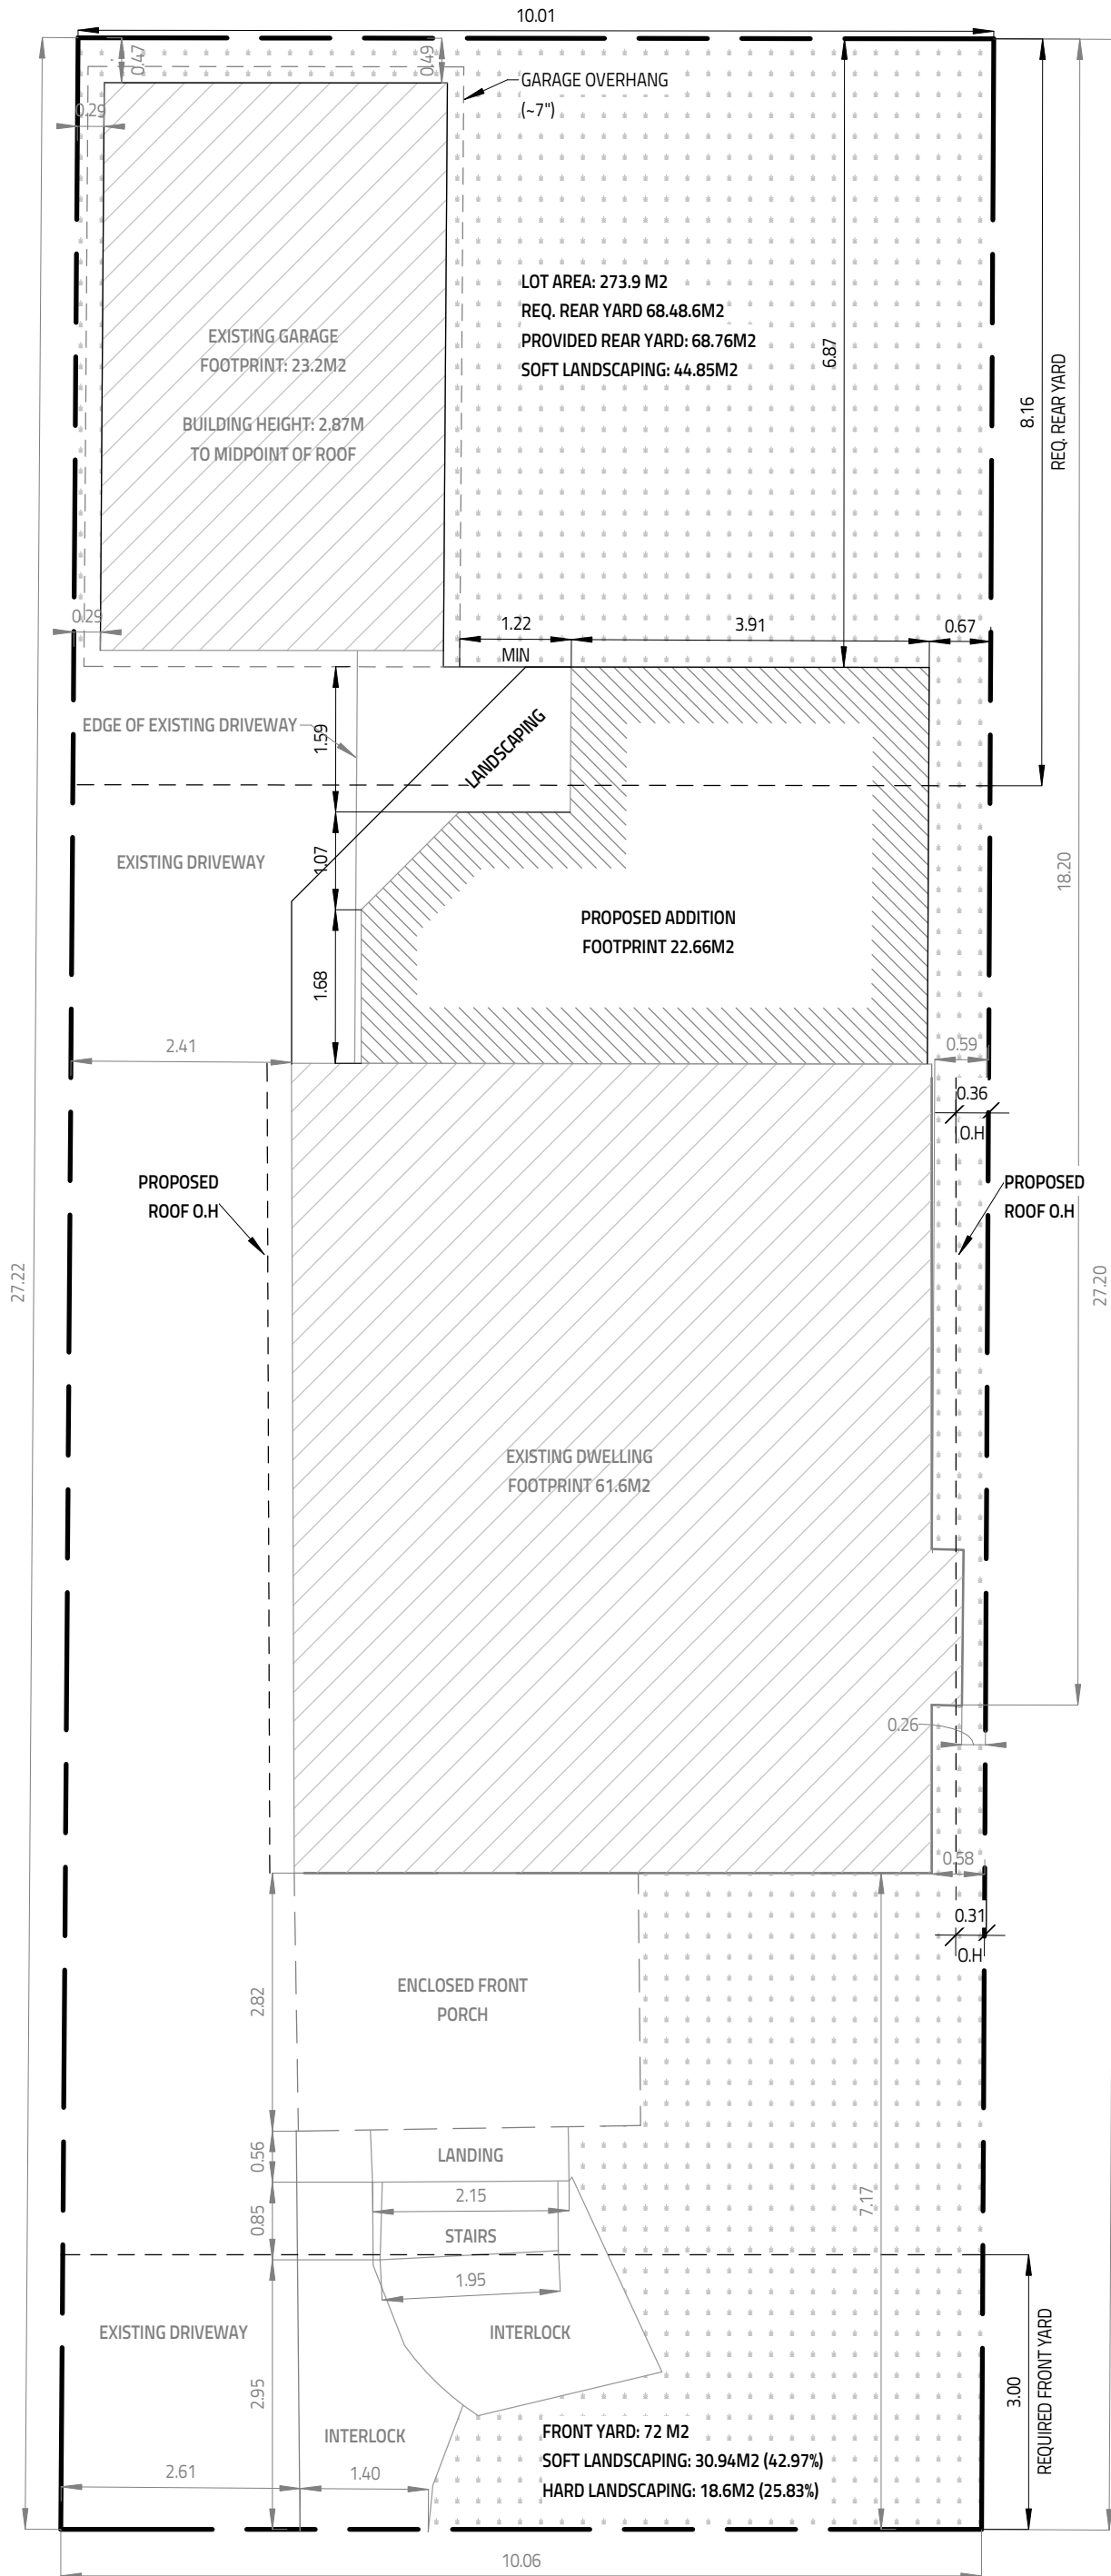 10.01
0.47
0.49
GARAGE OVERHANG
(~7")
0.29
LOT AREA: 273.9 M2
REQ. REAR YARD 68.48.6M2
PROVIDED REAR YARD: 68.76M2
SOFT LANDSCAPING: 44.85M2
EXISTING GARAGE
FOOTPRINT: 23.2M2
BUILDING HEIGHT: 2.87M
TO MIDPOINT OF ROOF
6.87
8.16
REQ. REAR YARD
0.29
1.22
MIN
3.91
0.67
EDGE OF EXISTING DRIVEWAY
1.59
LANDSCAPING
EXISTING DRIVEWAY
1.07
18.20
PROPOSED ADDITION
FOOTPRINT 22.66M2
1.68
2.41
0.59
0.36
O.H
PROPOSED
ROOF O.H
PROPOSED
ROOF O.H
27.22
27.20
EXISTING DWELLING
FOOTPRINT 61.6M2
0.26
0.58
0.31
O.H
2.82
ENCLOSED FRONT
PORCH
0.56
LANDING
2.15
0.85
STAIRS
7.17
1.95
EXISTING DRIVEWAY
INTERLOCK
2.95
3.00
REQUIRED FRONT YARD
INTERLOCK
FRONT YARD: 72 M2
SOFT LANDSCAPING: 30.94M2 (42.97%)
HARD LANDSCAPING: 18.6M2 (25.83%)
2.61
1.40
10.06